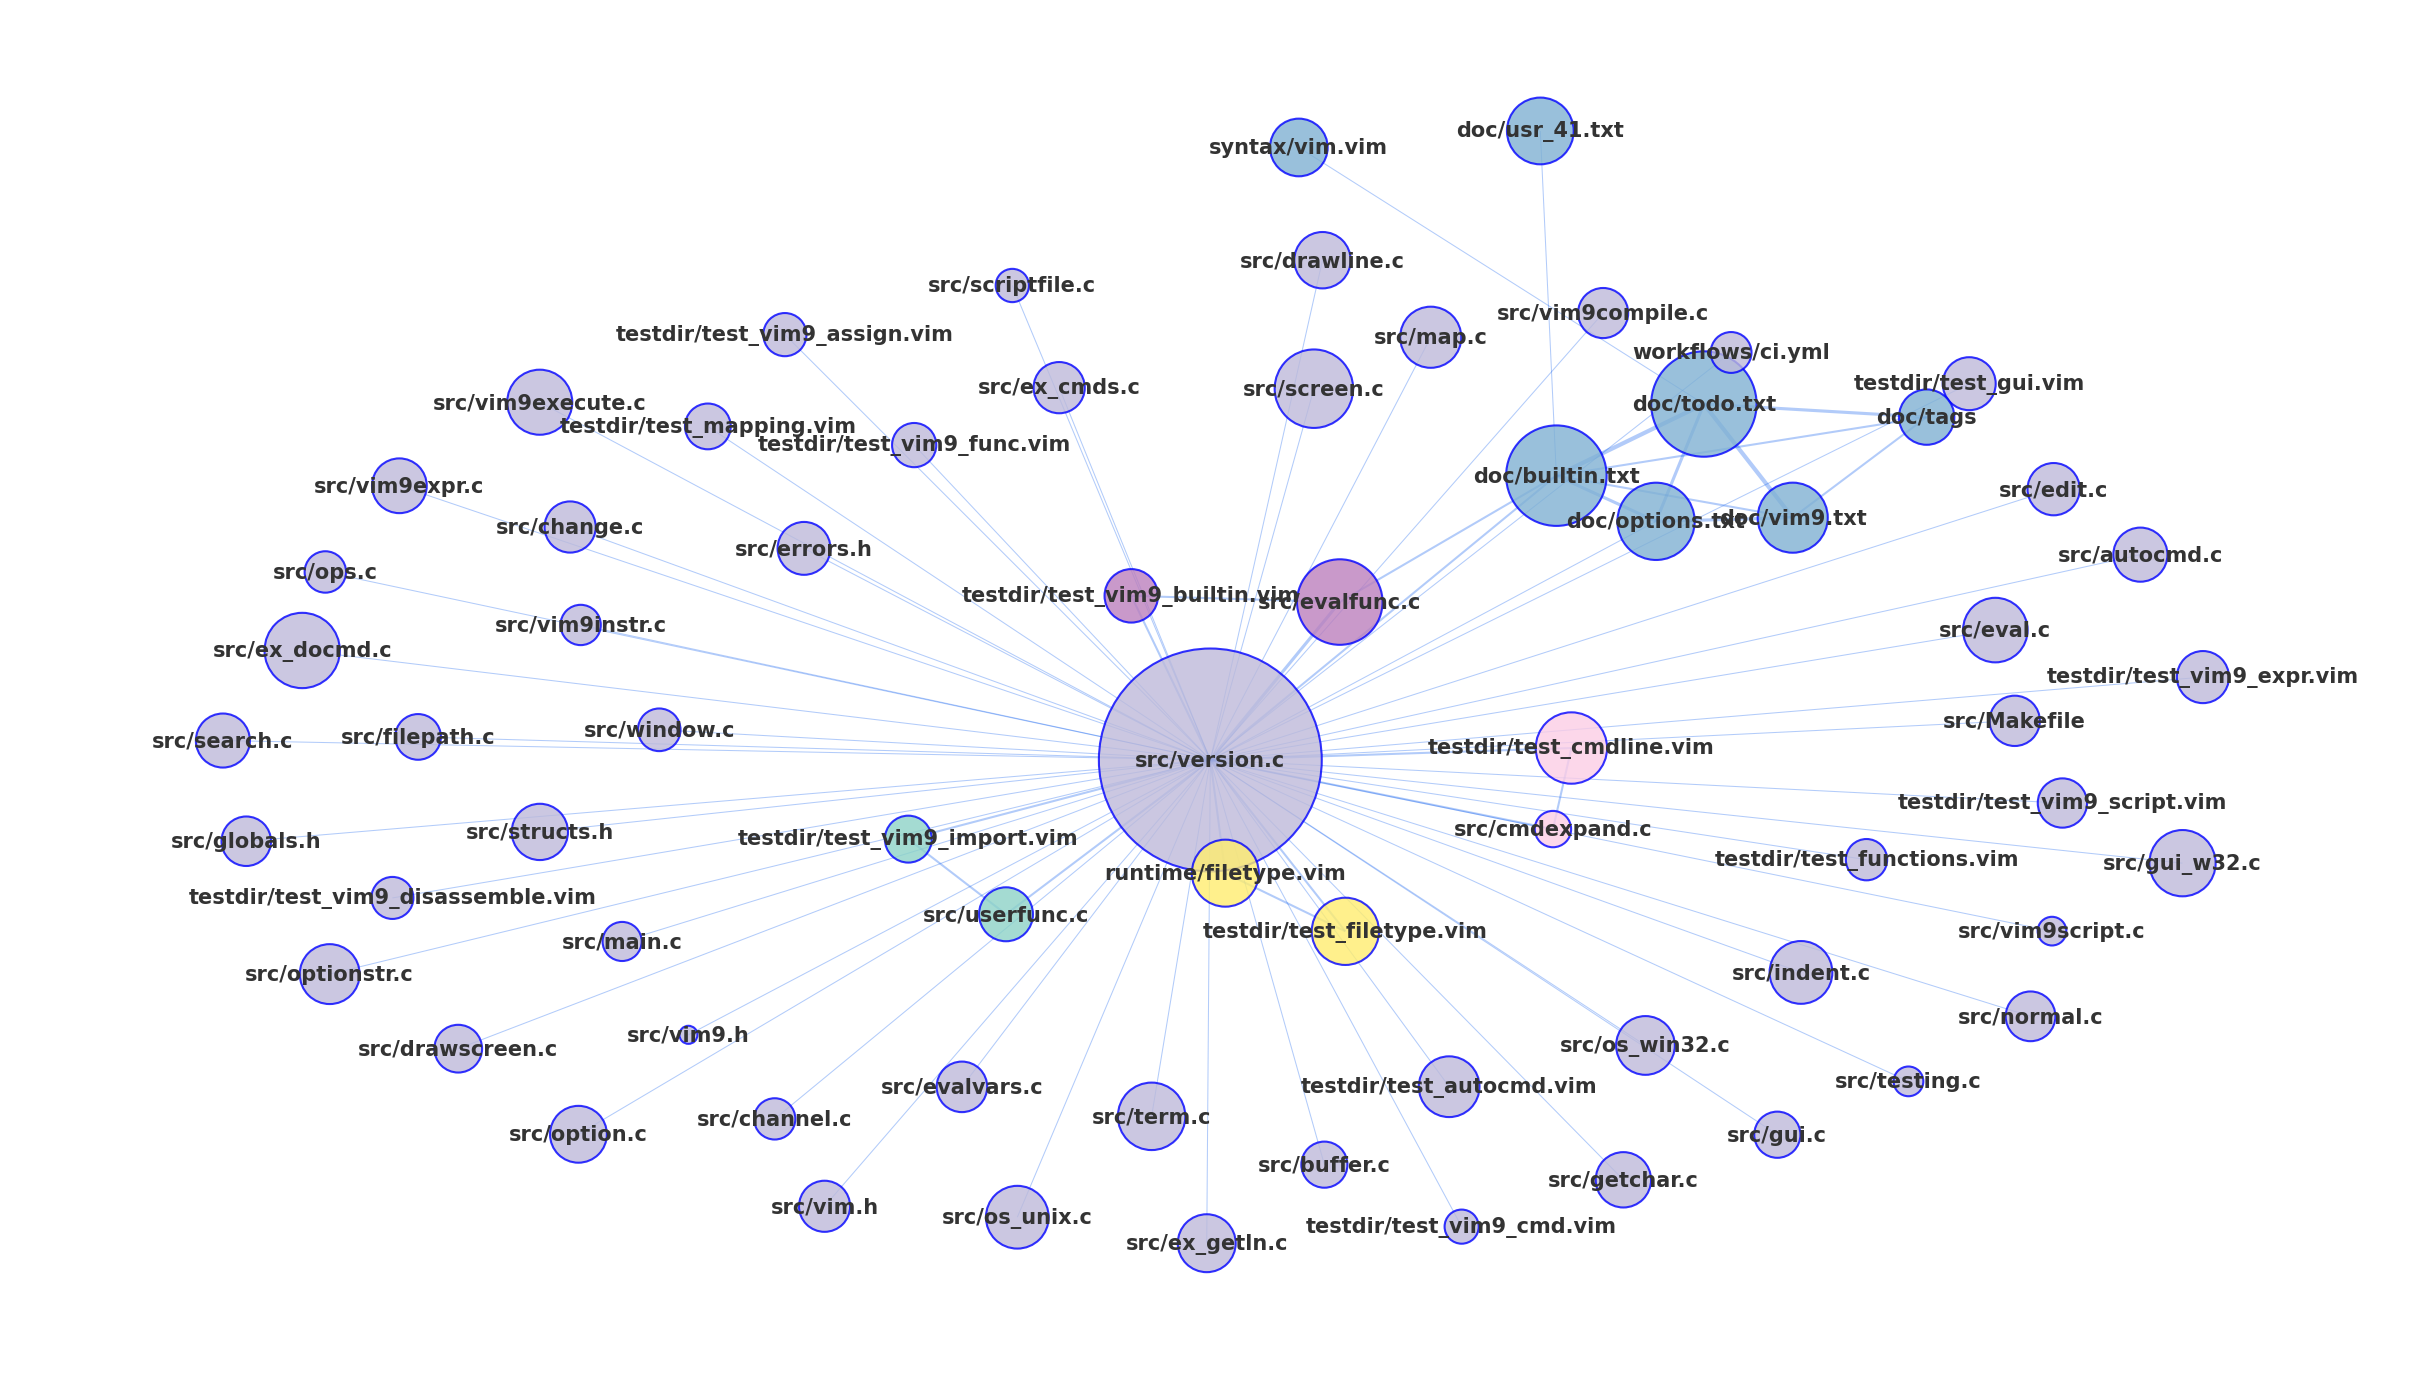 doc/usr_41.txt
syntax/vim.vim
src/drawline.c
src/scriptfile.c
src/vim9compile.c
testdir/test_vim9_assign.vim
src/map.c
workflows/ci.yml
testdir/test_gui.vim
src/ex_cmds.c
src/screen.c
src/vim9execute.c
doc/todo.txt
doc/tags
testdir/test_mapping.vim
testdir/test_vim9_func.vim
doc/builtin.txt
src/vim9expr.c
src/edit.c
src/change.c
doc/options.txt
doc/vim9.txt
src/errors.h
src/autocmd.c
src/ops.c
testdir/test_vim9_builtin.vim
src/evalfunc.c
src/vim9instr.c
src/eval.c
src/ex_docmd.c
testdir/test_vim9_expr.vim
src/Makefile
src/search.c
src/filepath.c
src/window.c
testdir/test_cmdline.vim
src/version.c
testdir/test_vim9_script.vim
src/globals.h
src/structs.h
testdir/test_vim9_import.vim
src/cmdexpand.c
testdir/test_functions.vim
src/gui_w32.c
runtime/filetype.vim
testdir/test_vim9_disassemble.vim
src/userfunc.c
testdir/test_filetype.vim
src/vim9script.c
src/main.c
src/optionstr.c
src/indent.c
src/normal.c
src/vim9.h
src/drawscreen.c
src/os_win32.c
src/evalvars.c
testdir/test_autocmd.vim
src/testing.c
src/channel.c
src/term.c
src/option.c
src/gui.c
src/buffer.c
src/getchar.c
src/vim.h
src/os_unix.c
testdir/test_vim9_cmd.vim
src/ex_getln.c